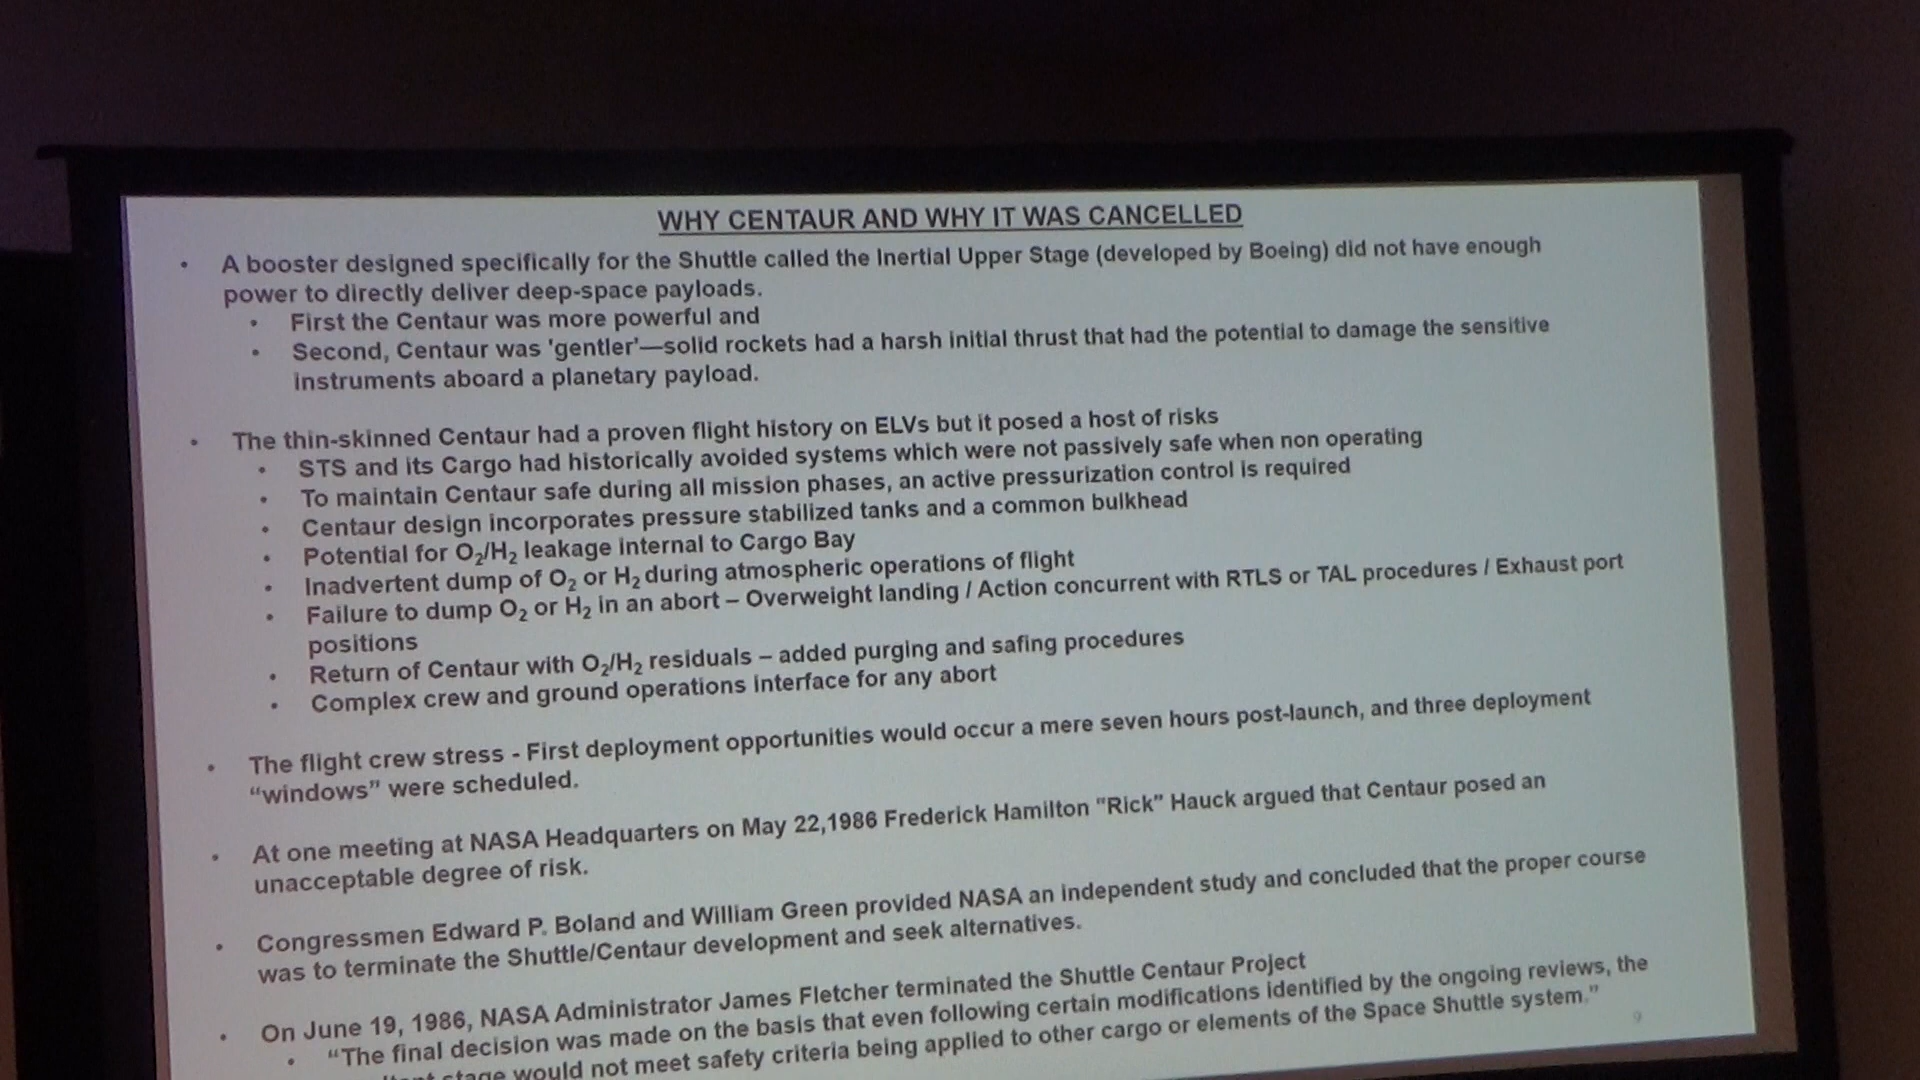 WHY CENTAUR AND WHY IT WAS CANCELLED
• A booster designed specifically for the Shuttle called the Inertial Upper Stage (developed by Boeing) did not have enough
power to directly deliver deep-space payloads.
• First the Centaur was more powerful and
• Second, Centaur was 'gentler'—solid rockets had a harsh initial thrust that had the potential to damage the sensitive
instruments aboard a planetary payload.
• The thin-skinned Centaur had a proven flight history on ELVs but it posed a host of risks
• STS and its Cargo had historically avoided systems which were not passively safe when non operating
• To maintain Centaur safe during all mission phases, an active pressurization control is required
• Centaur design incorporates pressure stabilized tanks and a common bulkhead
• Potential for O₂/H₂ leakage internal to Cargo Bay
• Inadvertent dump of O₂ or H₂ during atmospheric operations of flight
• Failure to dump O₂ or H₂ in an abort – Overweight landing / Action concurrent with RTLS or TAL procedures / Exhaust port
positions
• Return of Centaur with O₂/H₂ residuals – added purging and safing procedures
• Complex crew and ground operations interface for any abort
• The flight crew stress - First deployment opportunities would occur a mere seven hours post-launch, and three deployment
“windows” were scheduled.
• At one meeting at NASA Headquarters on May 22,1986 Frederick Hamilton "Rick" Hauck argued that Centaur posed an
unacceptable degree of risk.
• Congressmen Edward P. Boland and William Green provided NASA an independent study and concluded that the proper course
was to terminate the Shuttle/Centaur development and seek alternatives.
• On June 19, 1986, NASA Administrator James Fletcher terminated the Shuttle Centaur Project
• “The final decision was made on the basis that even following certain modifications identified by the ongoing reviews, the
stage would not meet safety criteria being applied to other cargo or elements of the Space Shuttle system.”
9